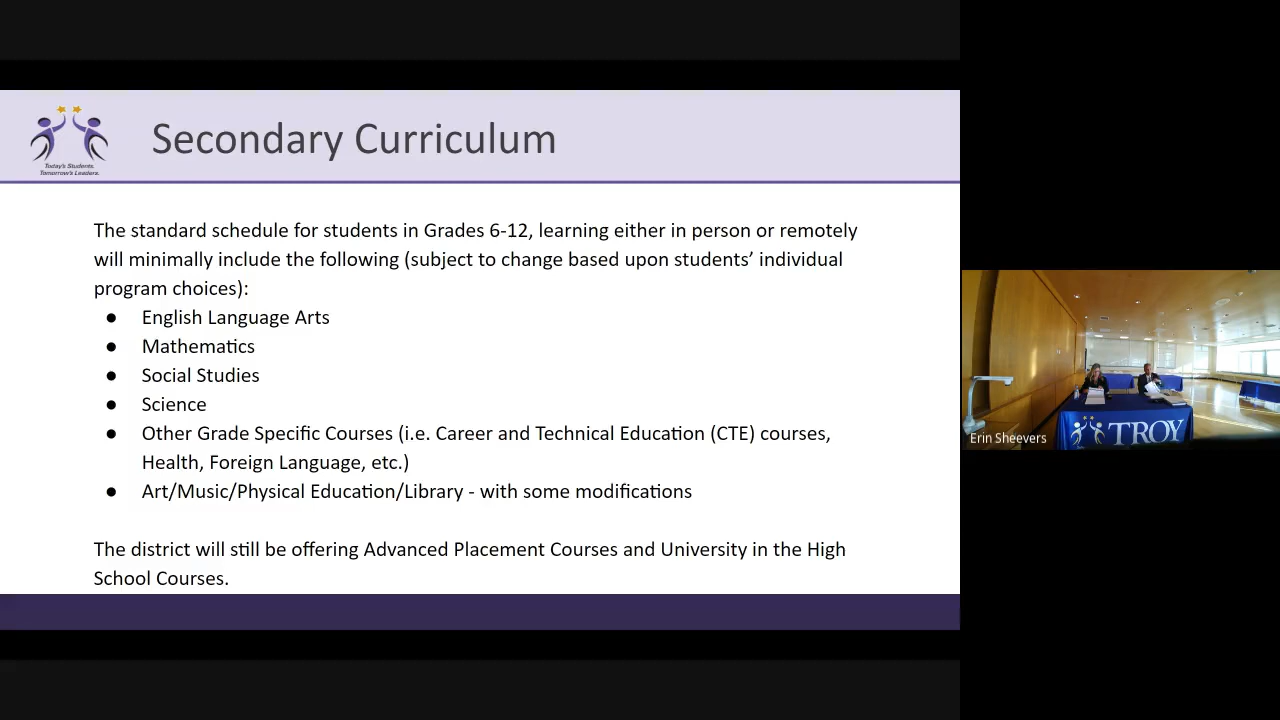 Today's Students.
Tomorrow's Leaders.
Secondary Curriculum
The standard schedule for students in Grades 6-12, learning either in person or remotely
will minimally include the following (subject to change based upon students’ individual
program choices):
● English Language Arts
● Mathematics
● Social Studies
● Science
● Other Grade Specific Courses (i.e. Career and Technical Education (CTE) courses,
Health, Foreign Language, etc.)
● Art/Music/Physical Education/Library - with some modifications
The district will still be offering Advanced Placement Courses and University in the High
School Courses.
Erin Sheevers
TROY